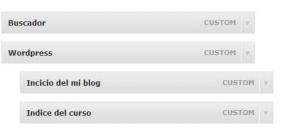 Buscador CUSTOM
Wordpress CUSTOM
Incicio del mi blog CUSTOM
Indice del curso CUSTOM